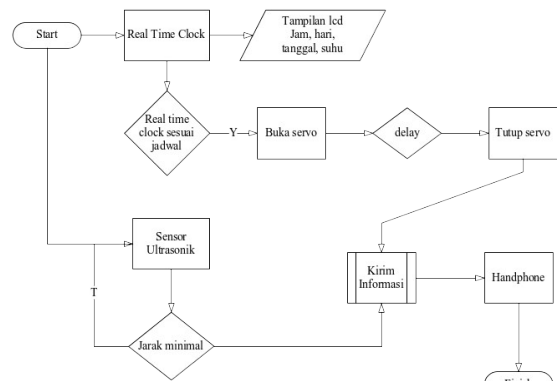 Start
Real Time Clock
Tampilan lcd
Jam, hari,
tanggal, suhu
Real time
clock sesuai
jadwal
Y
Buka servo
delay
Tutup servo
Sensor
Ultrasonik
T
Jarak minimal
Kirim
Informasi
Handphone